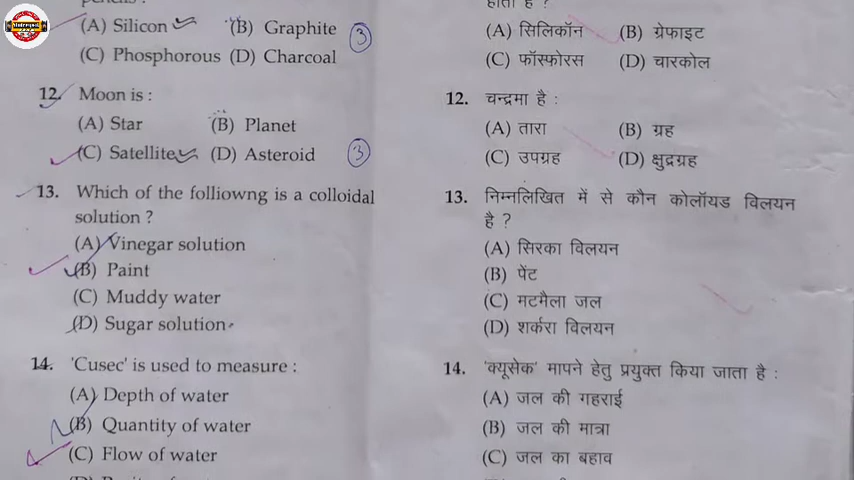 (A) Silicon (B) Graphite
(C) Phosphorous (D) Charcoal
3
12. Moon is :
(A) Star (B) Planet
(C) Satellite (D) Asteroid
3
13. Which of the folliowng is a colloidal
solution ?
(A) Vinegar solution
(B) Paint
(C) Muddy water
(D) Sugar solution
14. 'Cusec' is used to measure :
(A) Depth of water
(B) Quantity of water
(C) Flow of water
(A) सिलिकॉन (B) ग्रेफाइट
(C) फॉस्फोरस (D) चारकोल
12. चन्द्रमा है :
(A) तारा (B) ग्रह
(C) उपग्रह (D) क्षुद्रग्रह
13. निम्नलिखित में से कौन कोलॉयड विलयन
है ?
(A) सिरका विलयन
(B) पेंट
(C) मटमैला जल
(D) शर्करा विलयन
14. 'क्यूसेक' मापने हेतु प्रयुक्त किया जाता है :
(A) जल की गहराई
(B) जल की मात्रा
(C) जल का बहाव